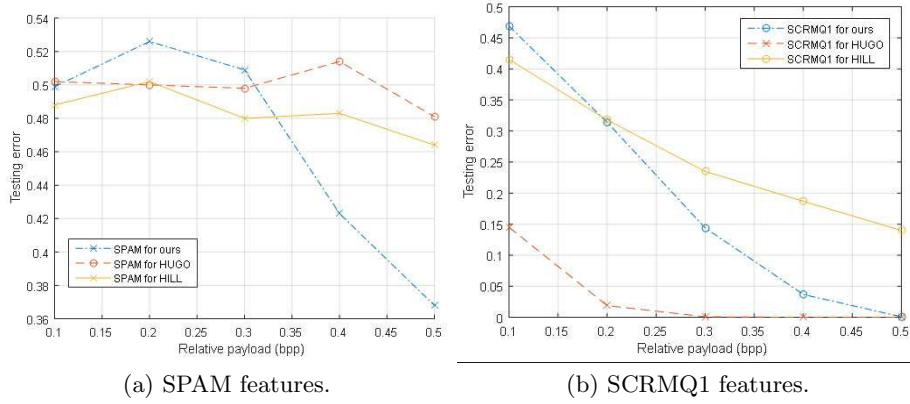 0.54
0.52
0.5
0.48
0.46
0.44
0.42
0.4
0.38
0.36
Testing error
SPAM for ours
SPAM for HUGO
SPAM for HILL
0.1 0.15 0.2 0.25 0.3 0.35 0.4 0.45 0.5
Relative payload (bpp)
(a) SPAM features.
0.5
0.45
0.4
0.35
0.3
0.25
0.2
0.15
0.1
0.05
0
Testing error
SCRMQ1 for ours
SCRMQ1 for HUGO
SCRMQ1 for HILL
0.1 0.15 0.2 0.25 0.3 0.35 0.4 0.45 0.5
Relative payload (bpp)
(b) SCRMQ1 features.